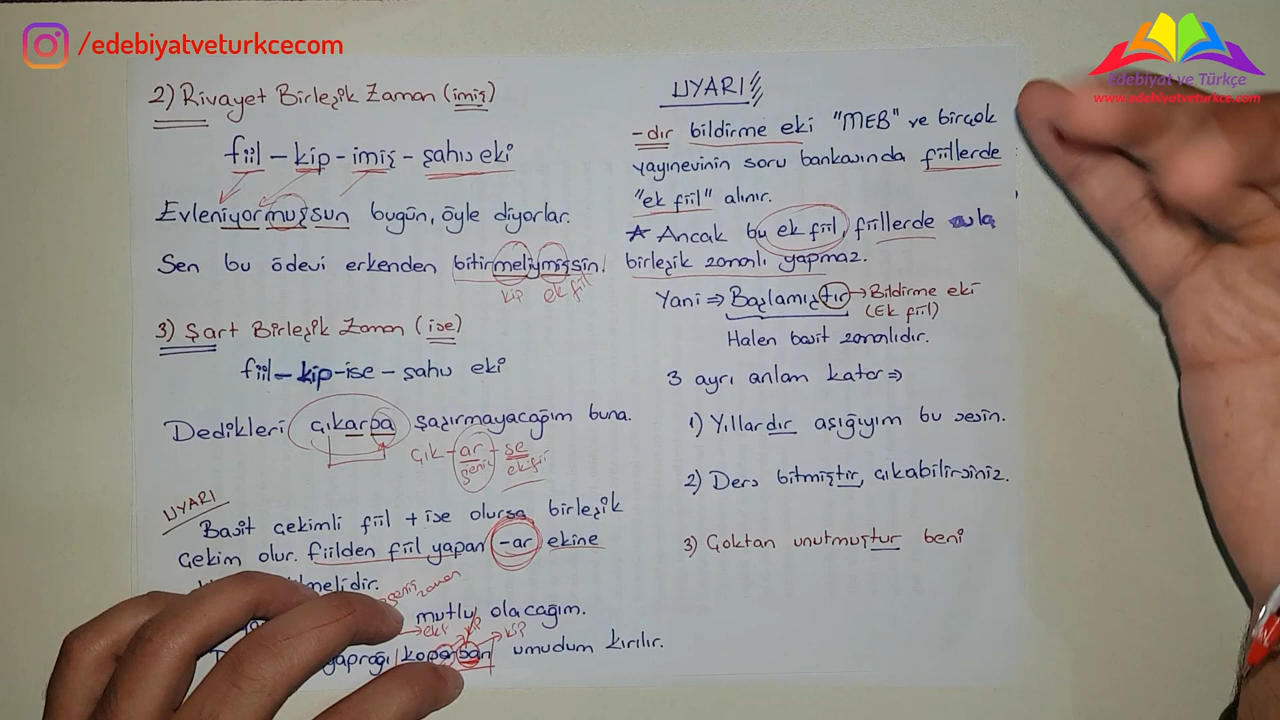 /edebiyatveturkcecom
Edebiyat ve Türkçe
www.edebiyatveturkce.com
2) Rivayet Birleşik Zaman (imiş)
fiil - kip - imiş - şahıs eki
Evleniyormuşsun bugün, öyle diyorlar.
Sen bu ödevi erkenden bitirmeliymişsin!
kip ek fiil
3) Şart Birleşik Zaman (ise)
fiil - kip - ise - şahıs eki
Dedikleri çıkarsa şaşırmayacağım buna.
çık - ar - se
geniş ekfiil
UYARI
Basit çekimli fiil + ise olursa birleşik
çekim olur. Fiilden fiil yapan -ar ekine
melidir.
geniş zaman
mutlu olacağım.
kip kip
yaprağı koparsan umudum kırılır.
UYARI
-dır bildirme eki "MEB" ve birçok
yayınevinin soru bankasında fiillerde
"ek fiil" alınır.
Ancak bu ek fiil, fiillerde asla
birleşik zamanlı yapmaz.
Yani ⇒ Başlamıştır → Bildirme eki
(Ek fiil)
Halen basit zamanlıdır.
3 ayrı anlam katar ⇒
1) Yıllardır aşığıyım bu sesin.
2) Ders bitmiştir, çıkabilirsiniz.
3) Çoktan unutmuştur beni